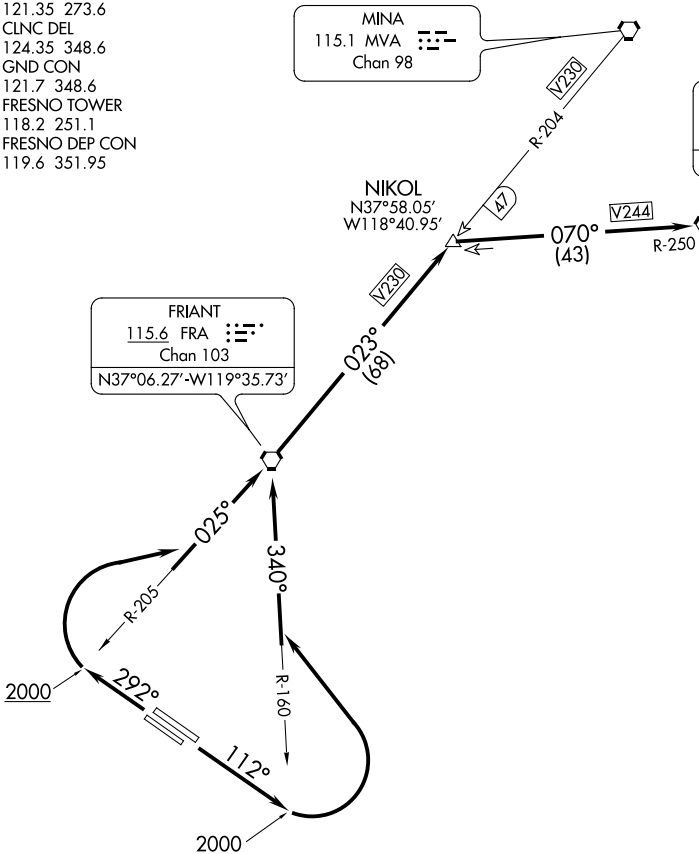 121.35 273.6
CLNC DEL
124.35 348.6
GND CON
121.7 348.6
FRESNO TOWER
118.2 251.1
FRESNO DEP CON
119.6 351.95
MINA
115.1 MVA
Chan 98
V230
R-204
47
NIKOL
N37°58.05'
W118°40.95'
V244
070°
(43)
R-250
V230
023°
(68)
FRIANT
115.6 FRA
Chan 103
N37°06.27'-W119°35.73'
025°
340°
R-205
R-160
2000
292°
112°
2000